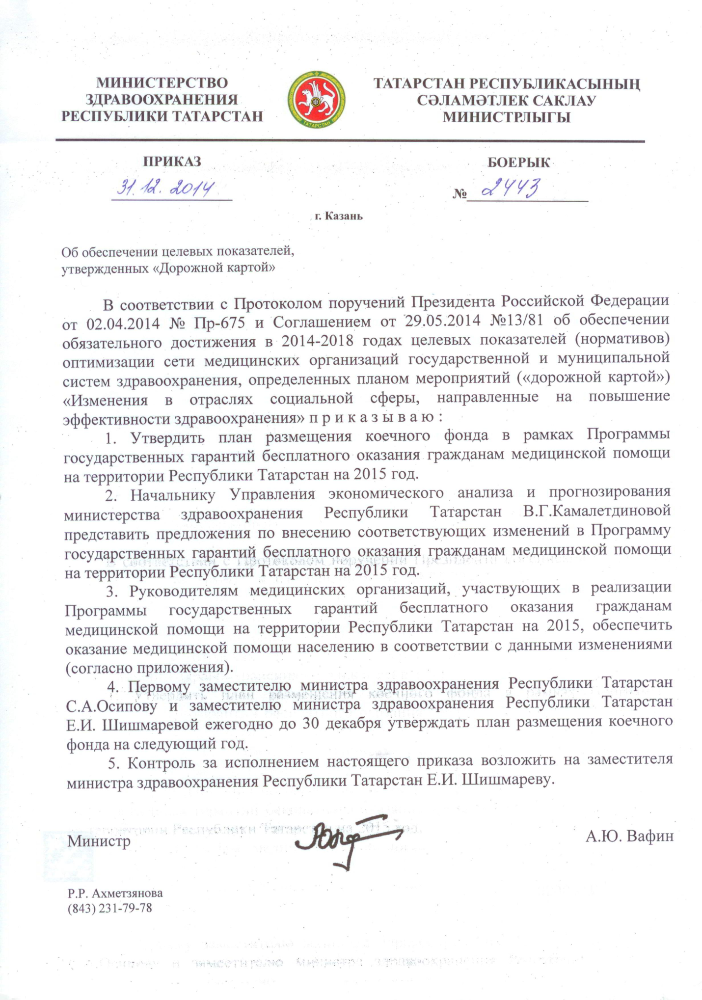 МИНИСТЕРСТВО
ЗДРАВООХРАНЕНИЯ
РЕСПУБЛИКИ ТАТАРСТАН
ТАТАРСТАН
ТАТАРСТАН РЕСПУБЛИКАСЫНЫҢ
СӘЛАМӘТЛЕК САКЛАУ
МИНИСТРЛЫГЫ
ПРИКАЗ
БОЕРЫК
31.12.2014
№ 2443
г. Казань
Об обеспечении целевых показателей,
утвержденных «Дорожной картой»
В соответствии с Протоколом поручений Президента Российской Федерации
от 02.04.2014 № Пр-675 и Соглашением от 29.05.2014 №13/81 об обеспечении
обязательного достижения в 2014-2018 годах целевых показателей (нормативов)
оптимизации сети медицинских организаций государственной и муниципальной
систем здравоохранения, определенных планом мероприятий («дорожной картой»)
«Изменения в отраслях социальной сферы, направленные на повышение
эффективности здравоохранения» п р и к а з ы в а ю :
1. Утвердить план размещения коечного фонда в рамках Программы
государственных гарантий бесплатного оказания гражданам медицинской помощи
на территории Республики Татарстан на 2015 год.
2. Начальнику Управления экономического анализа и прогнозирования
министерства здравоохранения Республики Татарстан В.Г.Камалетдиновой
представить предложения по внесению соответствующих изменений в Программу
государственных гарантий бесплатного оказания гражданам медицинской помощи
на территории Республики Татарстан на 2015 год.
3. Руководителям медицинских организаций, участвующих в реализации
Программы государственных гарантий бесплатного оказания гражданам
медицинской помощи на территории Республики Татарстан на 2015, обеспечить
оказание медицинской помощи населению в соответствии с данными изменениями
(согласно приложения).
4. Первому заместителю министра здравоохранения Республики Татарстан
С.А.Осипову и заместителю министра здравоохранения Республики Татарстан
Е.И. Шишмаревой ежегодно до 30 декабря утверждать план размещения коечного
фонда на следующий год.
5. Контроль за исполнением настоящего приказа возложить на заместителя
министра здравоохранения Республики Татарстан Е.И. Шишмареву.
Министр
А.Ю. Вафин
Р.Р. Ахметзянова
(843) 231-79-78